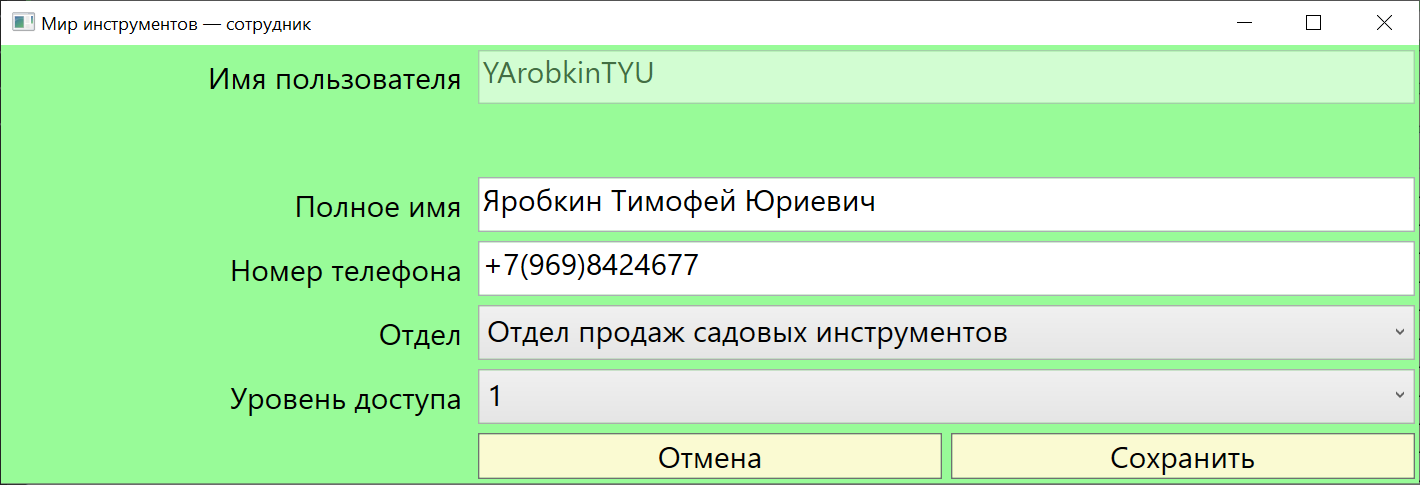 Мир инструментов — сотрудник
Имя пользователя YArobkinTYU
Полное имя Яробкин Тимофей Юриевич
Номер телефона +7(969)8424677
Отдел Отдел продаж садовых инструментов
Уровень доступа 1
Отмена Сохранить